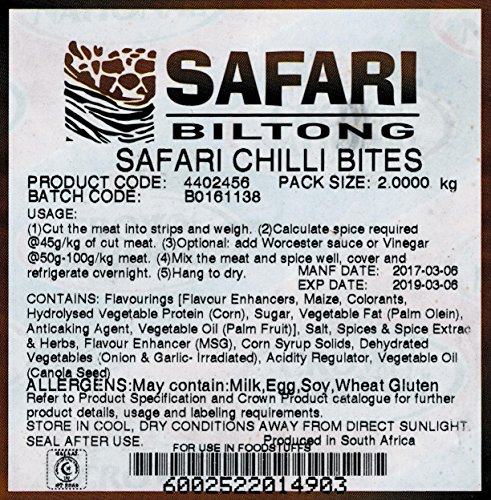 SAFARI
BILTONG
SAFARI CHILLI BITES
PRODUCT CODE: 4402456 PACK SIZE: 2.0000 kg
BATCH CODE: B0161138
USAGE:
(1)Cut the meat into strips and weigh. (2)Calculate spice required
@45g/kg of cut meat. (3)Optional: add Worcester sauce or Vinegar
@50g-100g/kg meat. (4)Mix the meat and spice well, cover and
refrigerate overnight. (5)Hang to dry.
MANF DATE: 2017-03-06
EXP DATE: 2019-03-06
CONTAINS: Flavourings [Flavour Enhancers, Maize, Colorants,
Hydrolysed Vegetable Protein (Corn), Sugar, Vegetable Fat (Palm Olein),
Anticaking Agent, Vegetable Oil (Palm Fruit)], Salt, Spices & Spice Extrac
& Herbs, Flavour Enhancer (MSG), Corn Syrup Solids, Dehydrated
Vegetables (Onion & Garlic- Irradiated), Acidity Regulator, Vegetable Oil
(Canola Seed)
ALLERGENS:May contain:Milk,Egg,Soy,Wheat Gluten
Refer to Product Specification and Crown Product catalogue for further
product details, usage and labeling requirements.
STORE IN COOL, DRY CONDITIONS AWAY FROM DIRECT SUNLIGHT.
SEAL AFTER USE. Produced in South Africa
FOR USE IN FOODSTUFFS
6002522014903